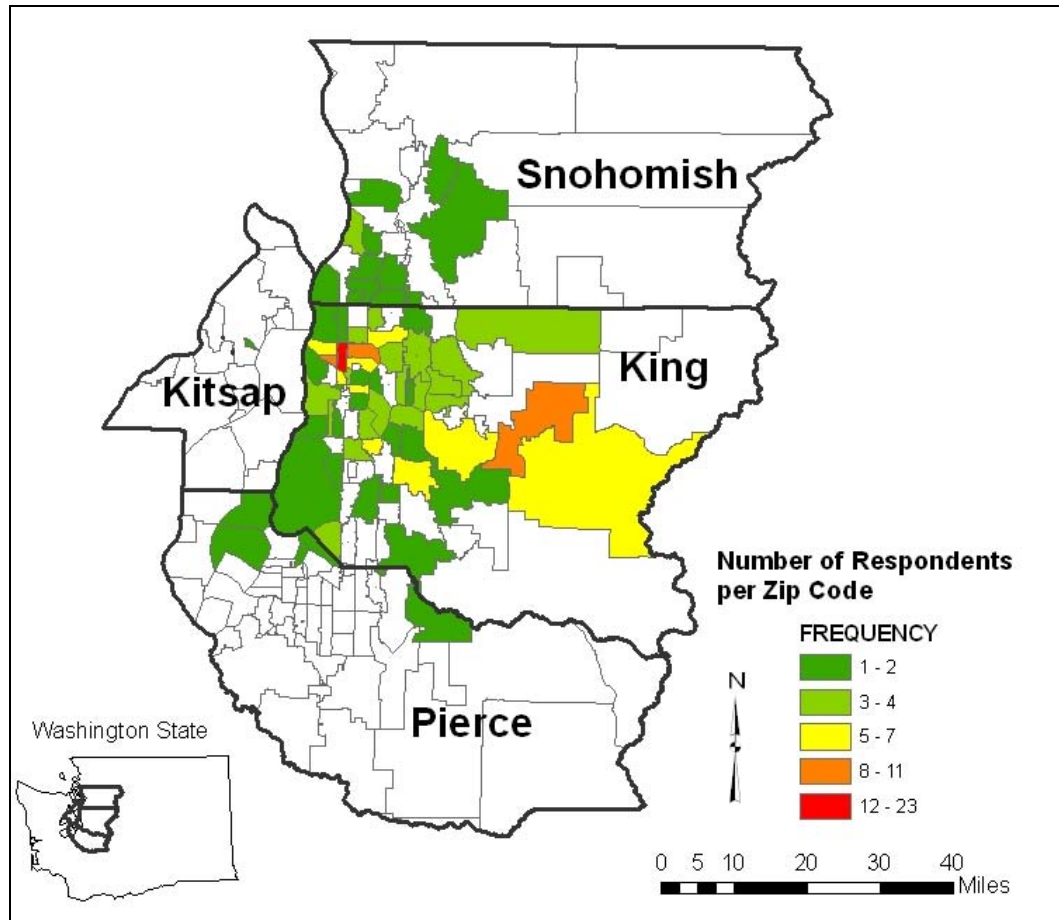 Snohomish
King
Kitsap
Pierce
Number of Respondents
per Zip Code
FREQUENCY
1 - 2
3 - 4
5 - 7
8 - 11
12 - 23
N
Washington State
0 5 10 20 30 40
Miles